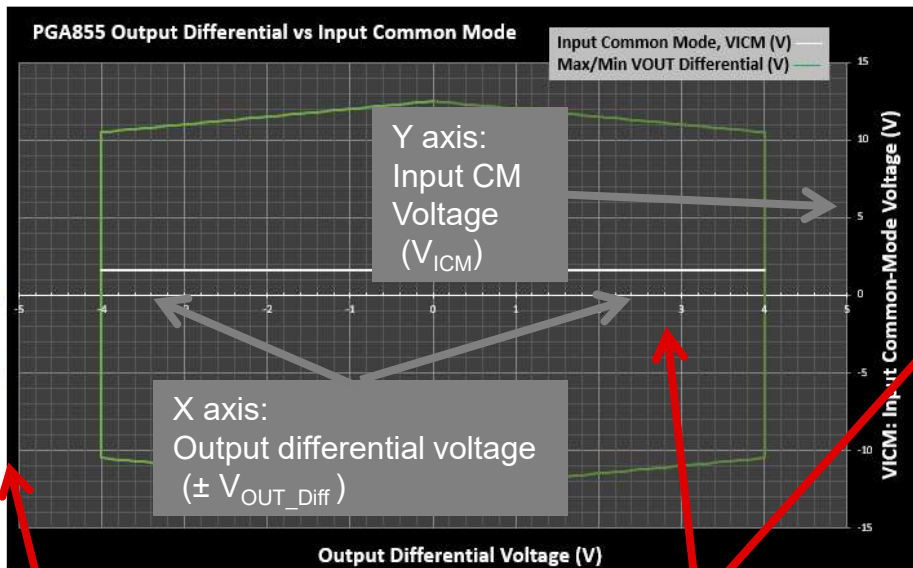 PGA855 Output Differential vs Input Common Mode
Input Common Mode, VICM (V)
Max/Min VOUT Differential (V)
15
10
5
0
-5
-10
-15
VICM: Input Common-Mode Voltage (V)
Y axis:
Input CM
Voltage
(VICM)
-5
-4
-3
-2
-1
0
1
2
3
4
5
X axis:
Output differential voltage
(± VOUT_Diff )
Output Differential Voltage (V)